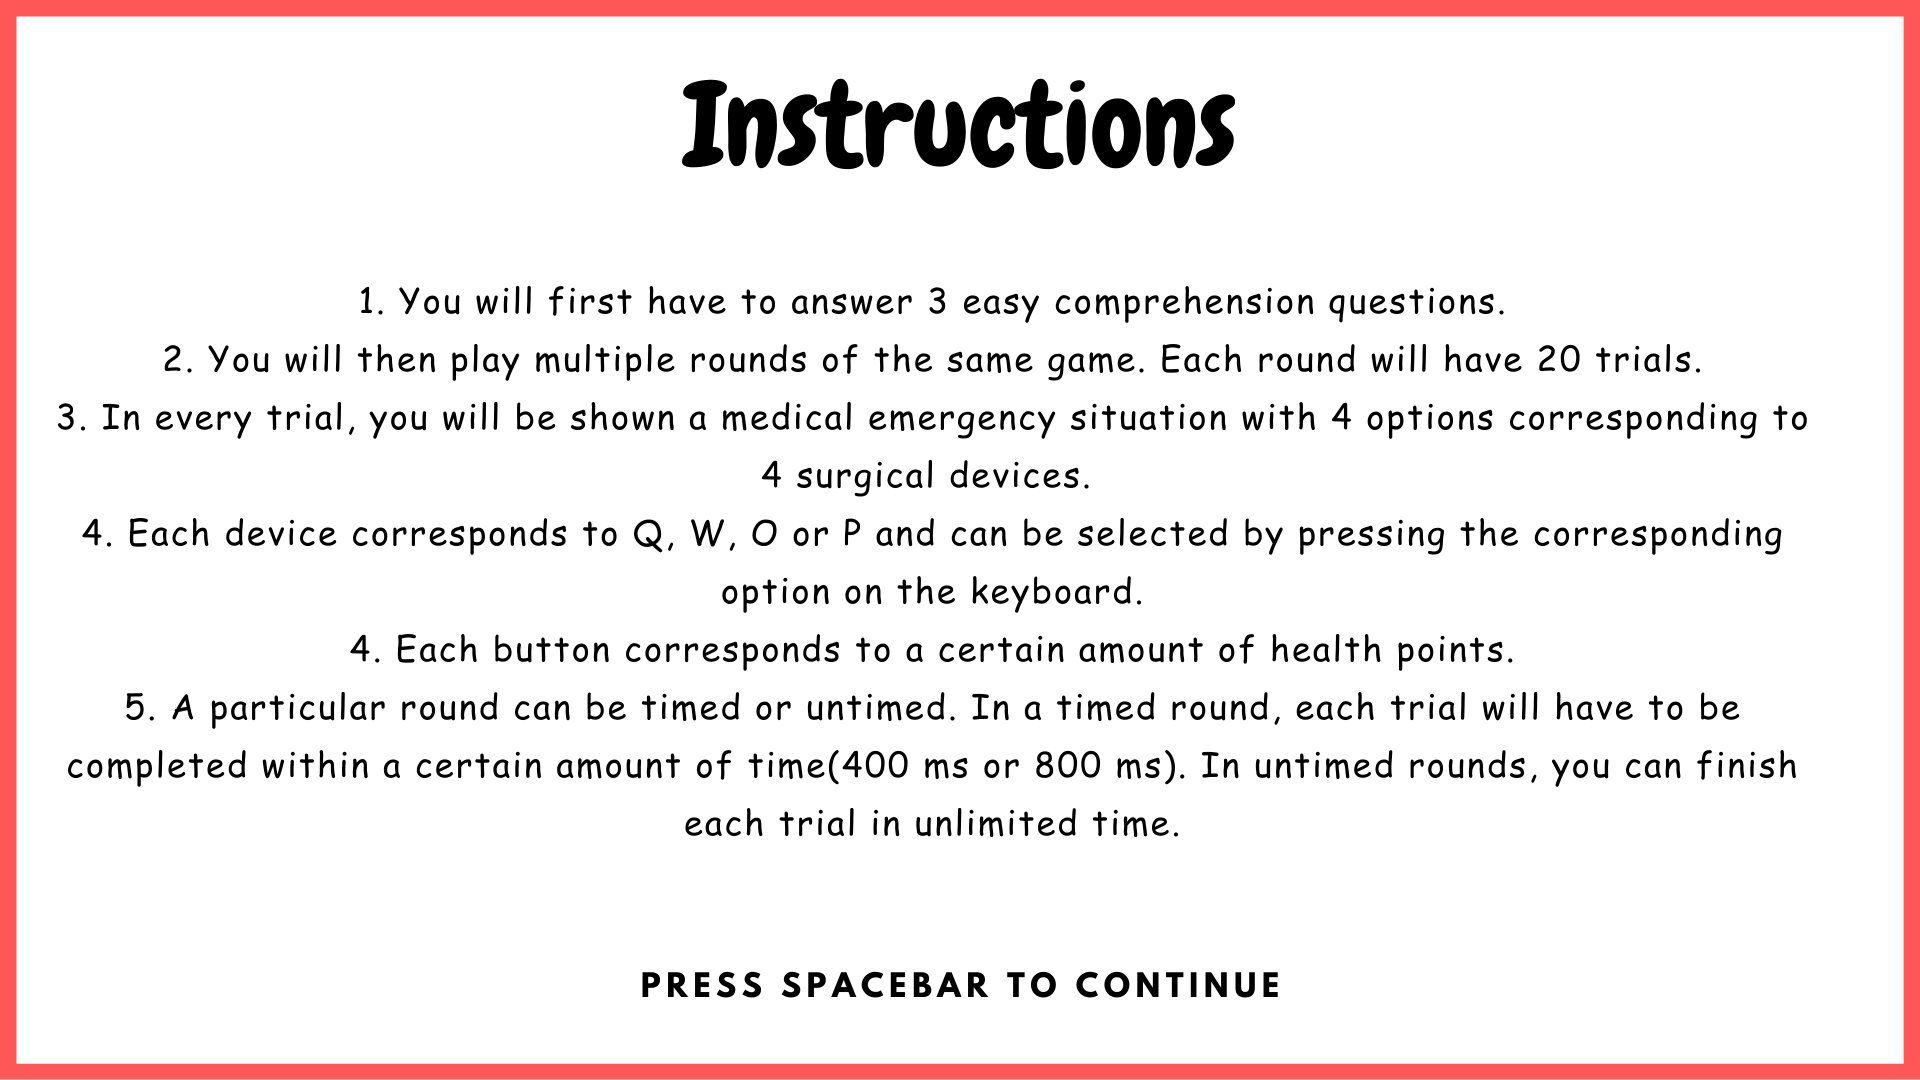 Instructions
1. You will first have to answer 3 easy comprehension questions.
2. You will then play multiple rounds of the same game. Each round will have 20 trials.
3. In every trial, you will be shown a medical emergency situation with 4 options corresponding to
4 surgical devices.
4. Each device corresponds to Q, W, O or P and can be selected by pressing the corresponding
option on the keyboard.
4. Each button corresponds to a certain amount of health points.
5. A particular round can be timed or untimed. In a timed round, each trial will have to be
completed within a certain amount of time(400 ms or 800 ms). In untimed rounds, you can finish
each trial in unlimited time.
PRESS SPACEBAR TO CONTINUE